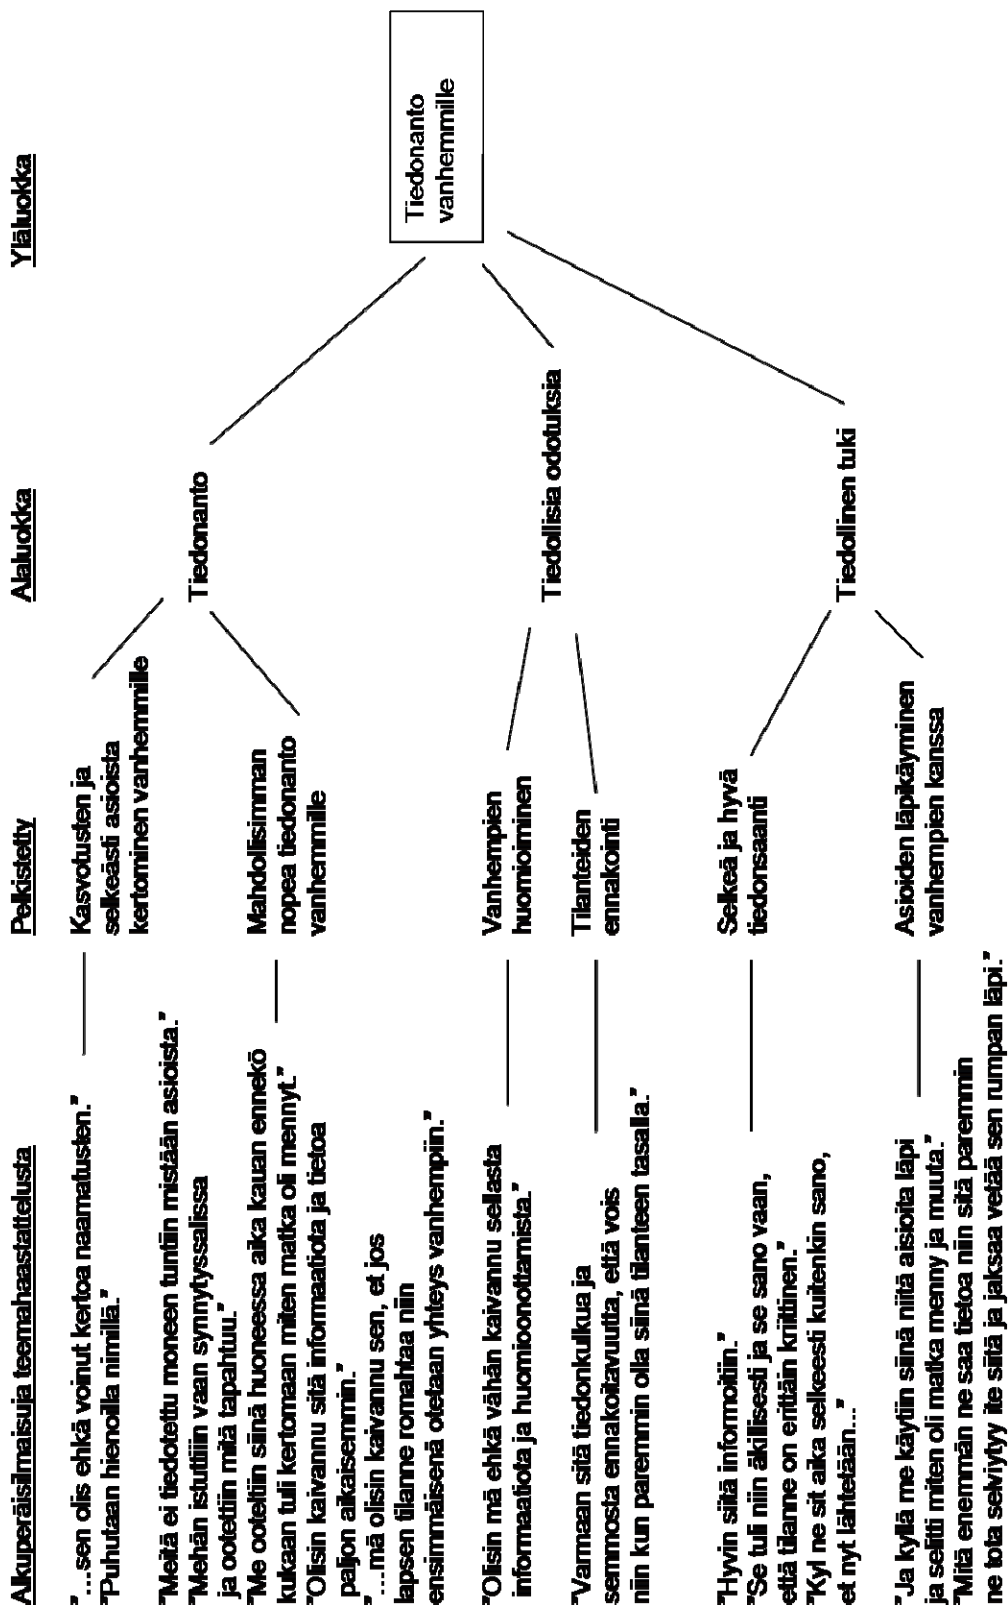 Alkuperäisilmaisuja teemahaastattelusta
Pelkistetty
Alaluokka
Yläluokka
"...sen olis ehkä voinut kertoa naamatusten."
"Puhutaan hienoilla nimillä."
Kasvotusten ja
selkeästi asioista
kertominen vanhemmille
"Meitä ei tiedotettu moneen tuntiin mistään asioista."
"Mehän istuttiin vaan synnytyssalissa
ja ootettiin mitä tapahtuu."
"Me ooteltiin siinä huoneessa aika kauan ennekö
kukaan tuli kertomaan miten matka oli mennyt."
"Olisin kaivannu sitä informaatiota ja tietoa
paljon aikaisemmin."
"...mä olisin kaivannu sen, et jos
lapsen tilanne romahtaa niin
ensimmäisenä otetaan yhteys vanhempiin."
Mahdollisimman
nopea tiedonanto
vanhemmille
Tiedonanto
"Olisin mä ehkä vähän kaivannu sellasta
informaatiota ja huomioonottamista."
Vanhempien
huomioiminen
"Varmaan sitä tiedonkulkua ja
semmosta ennakoitavuutta, että vois
niin kun paremmin olla siinä tilanteen tasalla."
Tilanteiden
ennakointi
Tiedollisia odotuksia
Tiedonanto
vanhemmille
"Hyvin siitä informoitiin."
"Se tuli niin äkillisesti ja se sano vaan,
että tilanne on erittäin kriittinen."
"Kyl ne sit aika selkeesti kuitenkin sano,
et nyt lähtetään..."
Selkeä ja hyvä
tiedonsaanti
"Ja kyllä me käytiin siinä niitä aisioita läpi
ja selitti miten oli matka menny ja muuta."
"Mitä enemmän ne saa tietoa niin sitä paremmin
ne tota selviytyy ite siitä ja jaksaa vetää sen rumpan läpi."
Asioiden läpikäyminen
vanhempien kanssa
Tiedollinen tuki